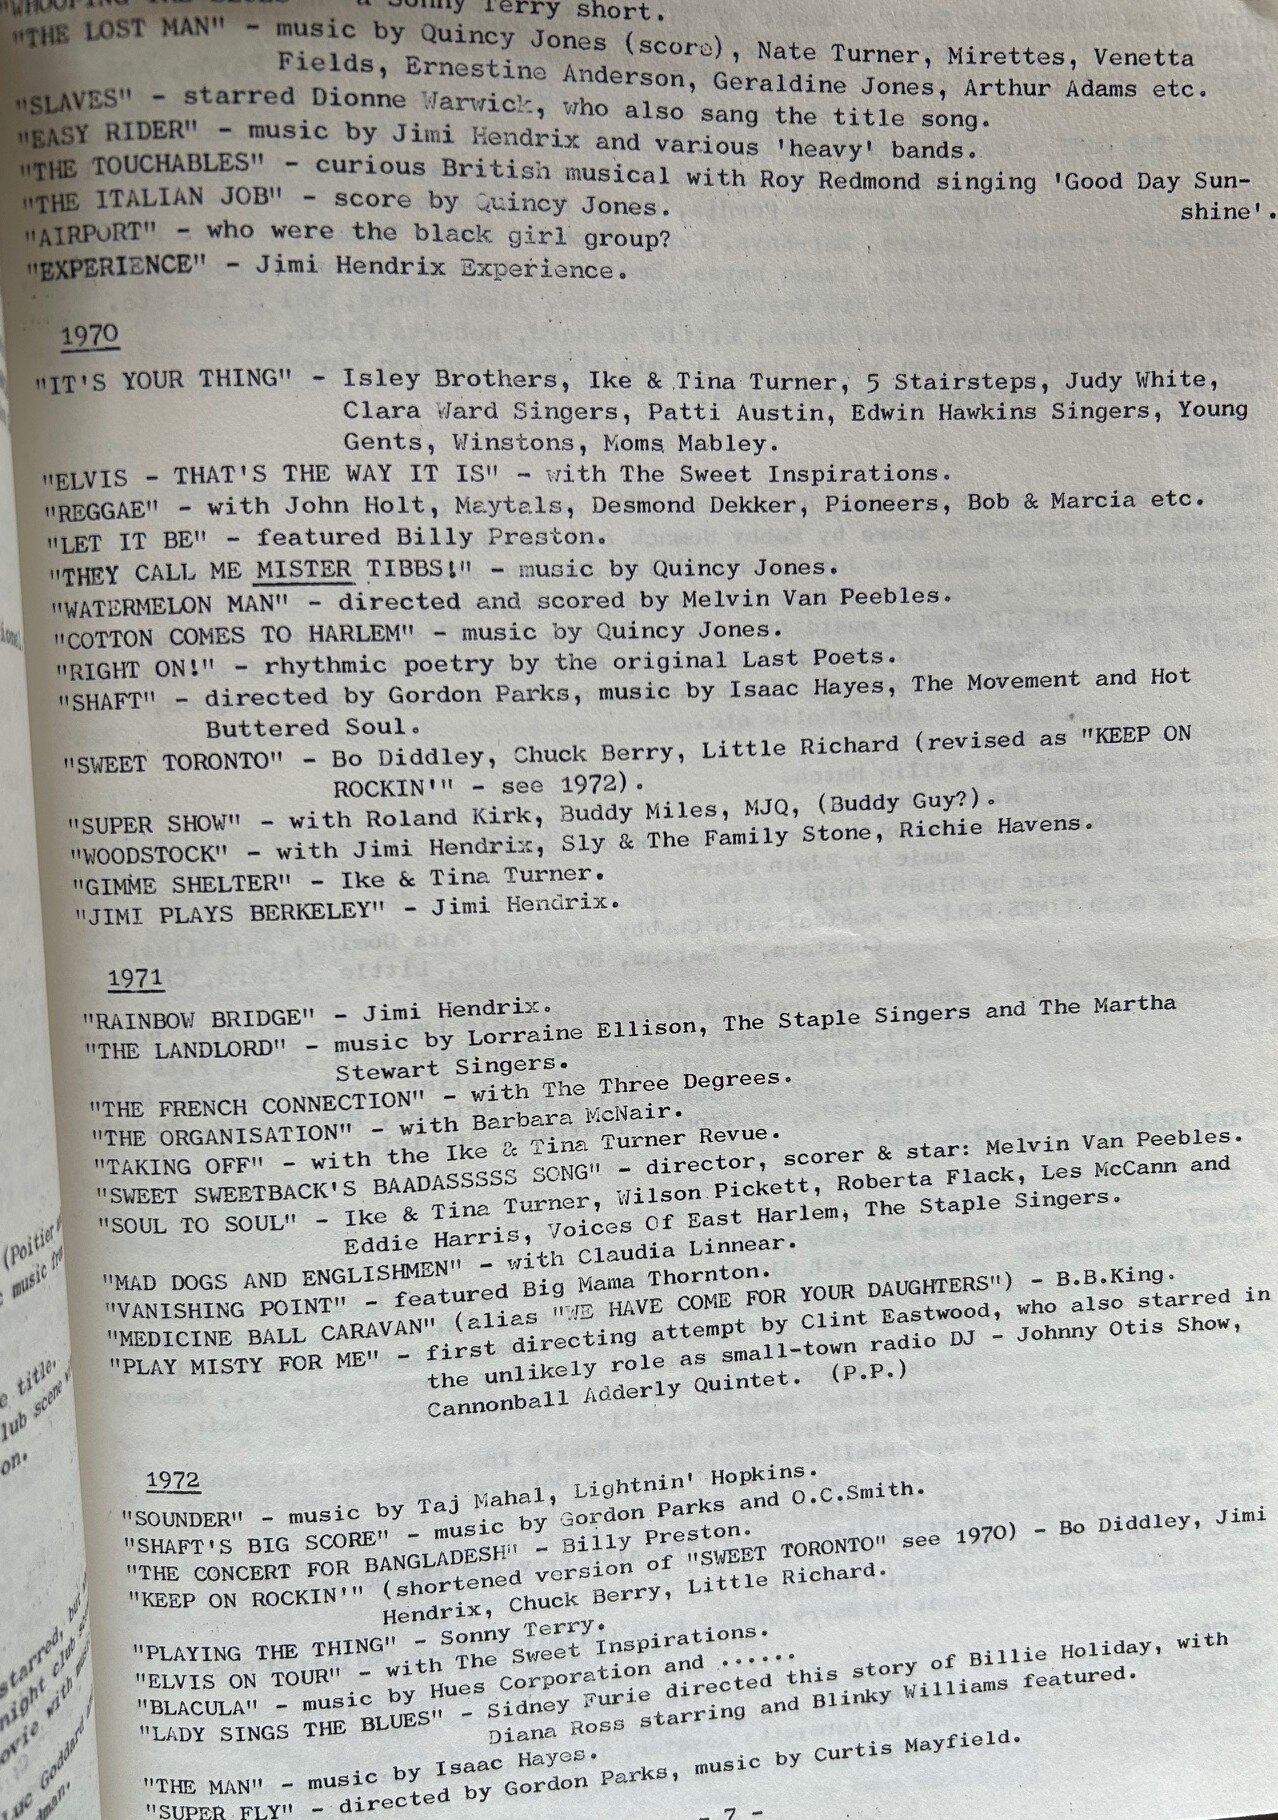 "WHOOPING THE BLUES" - a Sonny Terry short.
"THE LOST MAN" - music by Quincy Jones (score), Nate Turner, Mirettes, Venetta
Fields, Ernestine Anderson, Geraldine Jones, Arthur Adams etc.
"SLAVES" - starred Dionne Warwick, who also sang the title song.
"EASY RIDER" - music by Jimi Hendrix and various 'heavy' bands.
"THE TOUCHABLES" - curious British musical with Roy Redmond singing 'Good Day Sun-
shine'.
"THE ITALIAN JOB" - score by Quincy Jones.
"AIRPORT" - who were the black girl group?
"EXPERIENCE" - Jimi Hendrix Experience.
1970
"IT'S YOUR THING" - Isley Brothers, Ike & Tina Turner, 5 Stairsteps, Judy White,
Clara Ward Singers, Patti Austin, Edwin Hawkins Singers, Young
Gents, Winstons, Moms Mabley.
"ELVIS - THAT'S THE WAY IT IS" - with The Sweet Inspirations.
"REGGAE" - with John Holt, Maytals, Desmond Dekker, Pioneers, Bob & Marcia etc.
"LET IT BE" - featured Billy Preston.
"THEY CALL ME MISTER TIBBS!" - music by Quincy Jones.
"WATERMELON MAN" - directed and scored by Melvin Van Peebles.
"COTTON COMES TO HARLEM" - music by Quincy Jones.
"RIGHT ON!" - rhythmic poetry by the original Last Poets.
"SHAFT" - directed by Gordon Parks, music by Isaac Hayes, The Movement and Hot
Buttered Soul.
"SWEET TORONTO" - Bo Diddley, Chuck Berry, Little Richard (revised as "KEEP ON
ROCKIN'" - see 1972).
"SUPER SHOW" - with Roland Kirk, Buddy Miles, MJQ, (Buddy Guy?).
"WOODSTOCK" - with Jimi Hendrix, Sly & The Family Stone, Richie Havens.
"GIMME SHELTER" - Ike & Tina Turner.
"JIMI PLAYS BERKELEY" - Jimi Hendrix.
1971
"RAINBOW BRIDGE" - Jimi Hendrix.
"THE LANDLORD" - music by Lorraine Ellison, The Staple Singers and The Martha
Stewart Singers.
"THE FRENCH CONNECTION" - with The Three Degrees.
"THE ORGANISATION" - with Barbara McNair.
"TAKING OFF" - with the Ike & Tina Turner Revue.
"SWEET SWEETBACK'S BAADASSSSS SONG" - director, scorer & star: Melvin Van Peebles.
"SOUL TO SOUL" - Ike & Tina Turner, Wilson Pickett, Roberta Flack, Les McCann and
Eddie Harris, Voices Of East Harlem, The Staple Singers.
"MAD DOGS AND ENGLISHMEN" - with Claudia Linnear.
"VANISHING POINT" - featured Big Mama Thornton.
"MEDICINE BALL CARAVAN" (alias "WE HAVE COME FOR YOUR DAUGHTERS") - B.B.King.
"PLAY MISTY FOR ME" - first directing attempt by Clint Eastwood, who also starred in
the unlikely role as small-town radio DJ - Johnny Otis Show,
Cannonball Adderly Quintet. (P.P.)
1972
"SOUNDER" - music by Taj Mahal, Lightnin' Hopkins.
"SHAFT'S BIG SCORE" - music by Gordon Parks and O.C.Smith.
"THE CONCERT FOR BANGLADESH" - Billy Preston.
"KEEP ON ROCKIN'" (shortened version of "SWEET TORONTO" see 1970) - Bo Diddley, Jimi
Hendrix, Chuck Berry, Little Richard.
"PLAYING THE THING" - Sonny Terry.
"ELVIS ON TOUR" - with The Sweet Inspirations.
"BLACULA" - music by Hues Corporation and ......
"LADY SINGS THE BLUES" - Sidney Furie directed this story of Billie Holiday, with
Diana Ross starring and Blinky Williams featured.
"THE MAN" - music by Isaac Hayes.
"SUPER FLY" - directed by Gordon Parks, music by Curtis Mayfield.
- 7 -
(Poitier
music
title,
club scene
on.
starred,
night club
movie with
Luc Goddard